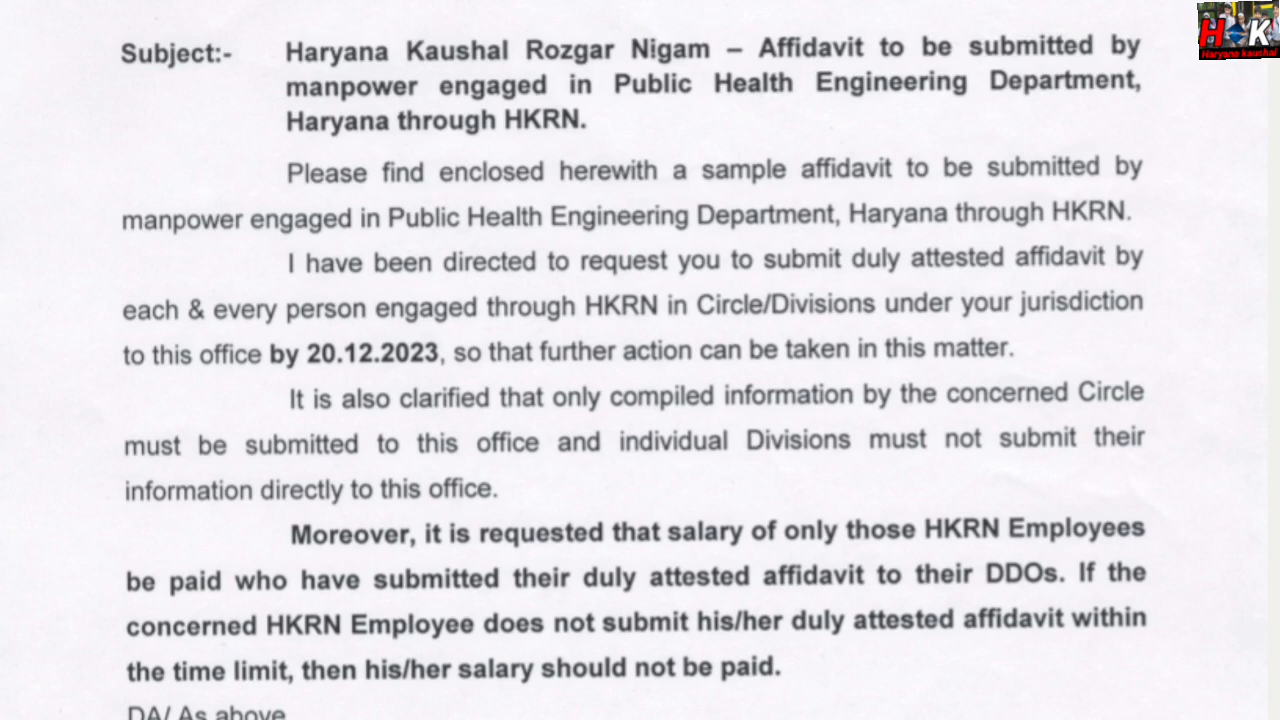 H K
Haryana kaushal
Subject:- Haryana Kaushal Rozgar Nigam – Affidavit to be submitted by
manpower engaged in Public Health Engineering Department,
Haryana through HKRN.
Please find enclosed herewith a sample affidavit to be submitted by
manpower engaged in Public Health Engineering Department, Haryana through HKRN.
I have been directed to request you to submit duly attested affidavit by
each & every person engaged through HKRN in Circle/Divisions under your jurisdiction
to this office by 20.12.2023, so that further action can be taken in this matter.
It is also clarified that only compiled information by the concerned Circle
must be submitted to this office and individual Divisions must not submit their
information directly to this office.
Moreover, it is requested that salary of only those HKRN Employees
be paid who have submitted their duly attested affidavit to their DDOs. If the
concerned HKRN Employee does not submit his/her duly attested affidavit within
the time limit, then his/her salary should not be paid.
DA/ As above